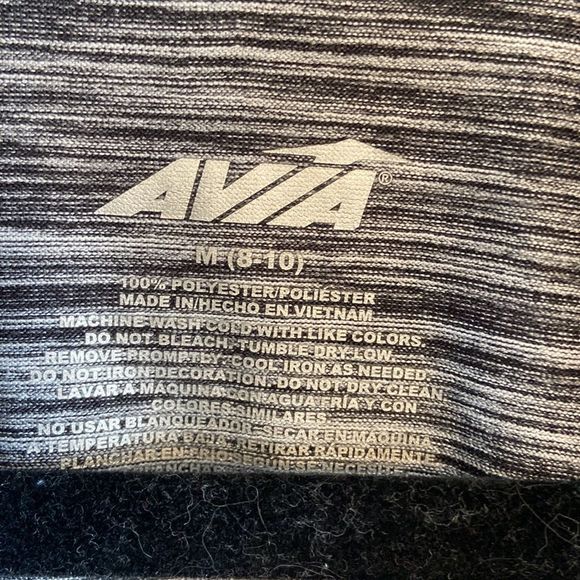 AVIA®
M (8-10)
100% POLYESTER/POLIÉSTER
MADE IN/HECHO EN VIETNAM
MACHINE WASH COLD WITH LIKE COLORS
DO NOT BLEACH, TUMBLE DRY LOW
REMOVE PROMPTLY, COOL IRON AS NEEDED
DO NOT IRON DECORATION, DO NOT DRY CLEAN
LAVAR A MÁQUINA CON AGUA FRÍA Y CON
COLORES SIMILARES
NO USAR BLANQUEADOR, SECAR EN MÁQUINA
A TEMPERATURA BAJA, RETIRAR RÁPIDAMENTE
PLANCHAR EN